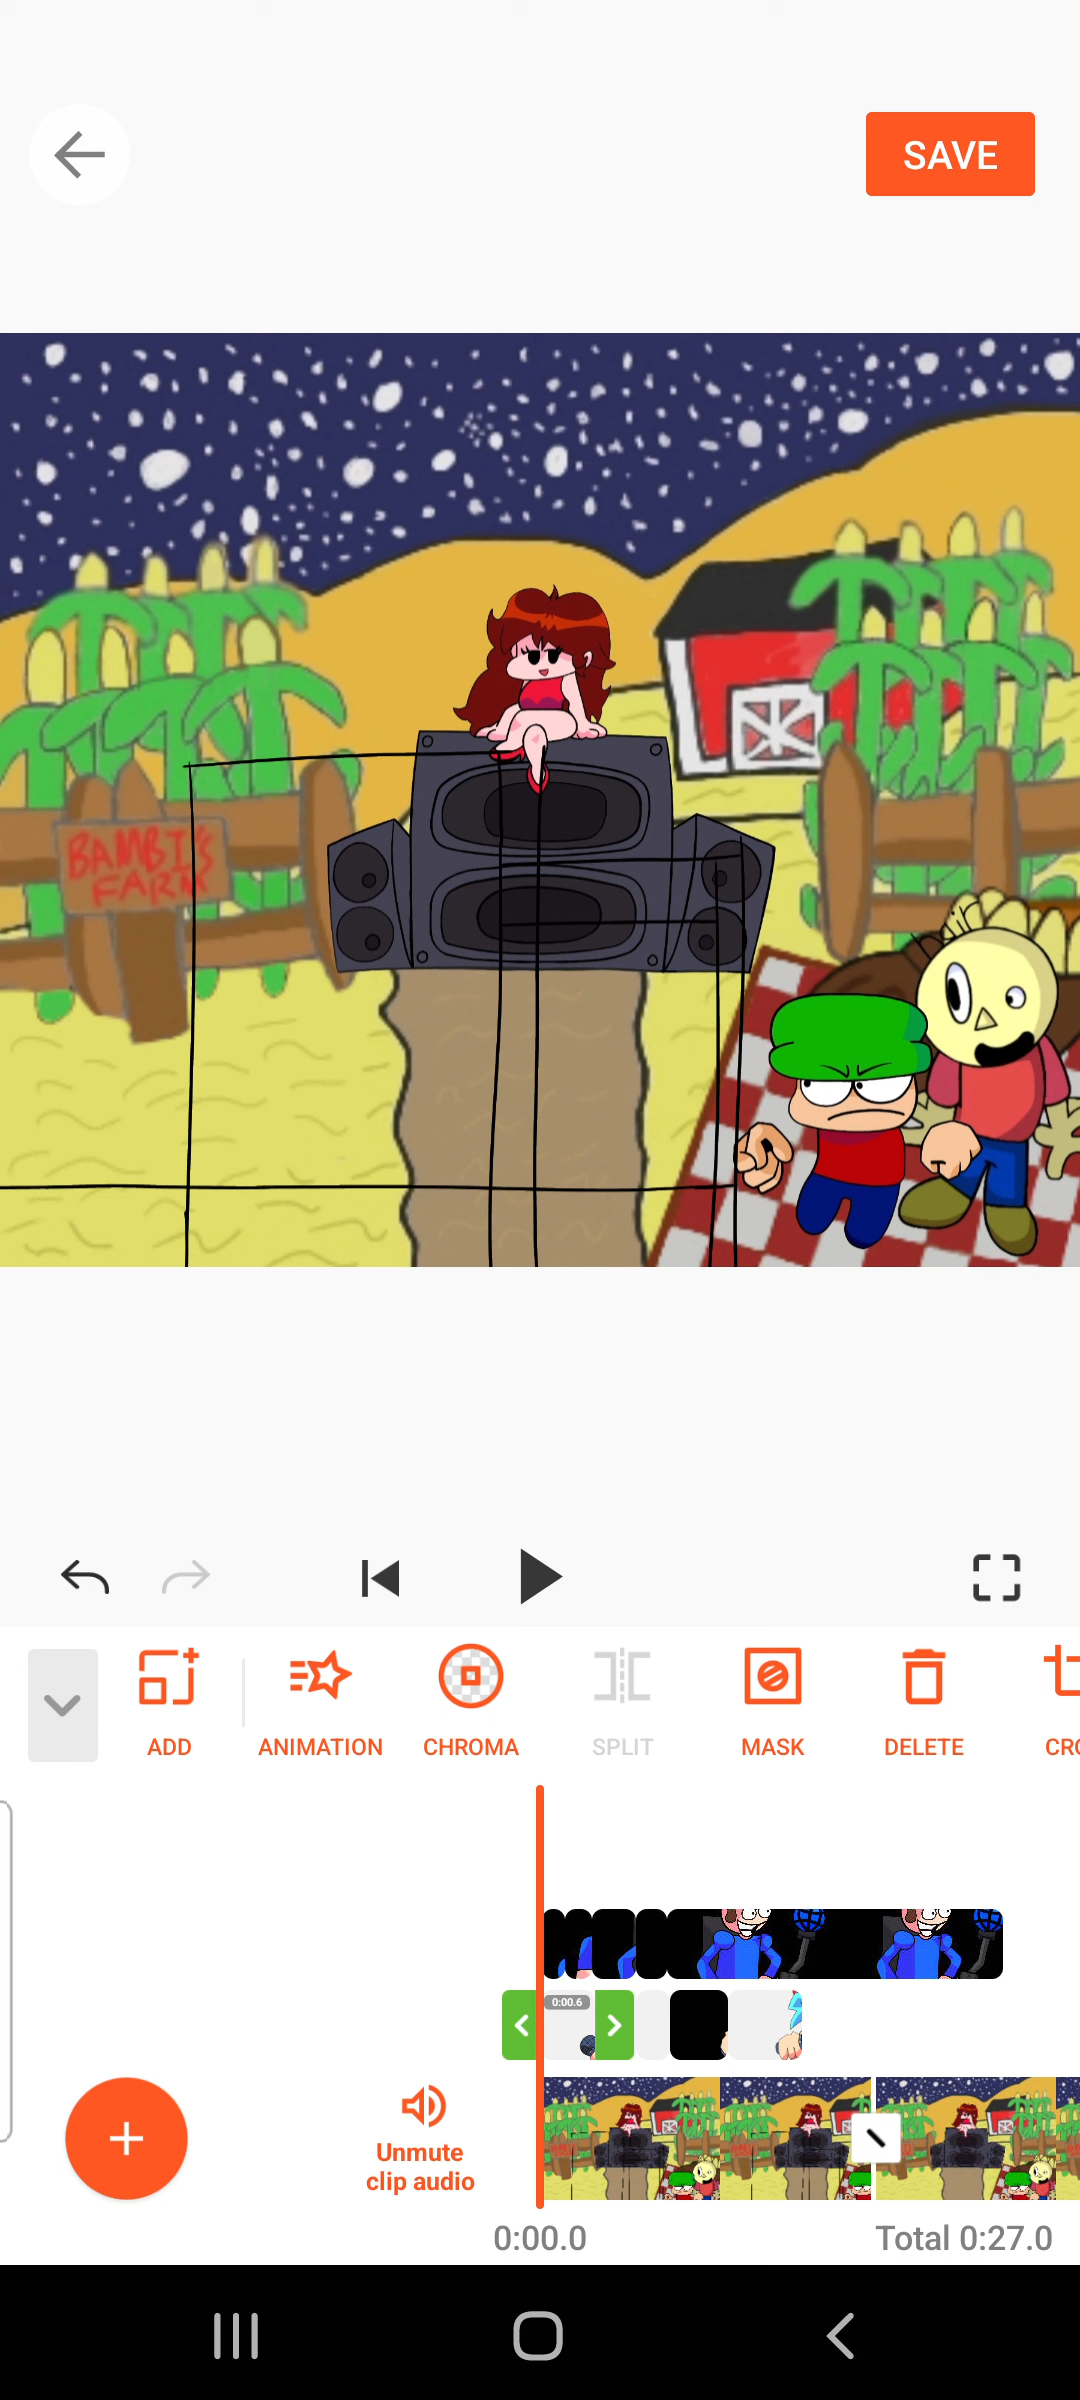 SAVE
BAMBI'S
FARM
ADD
ANIMATION
CHROMA
SPLIT
MASK
DELETE
CRO
0:00.6
Unmute
clip audio
0:00.0
Total 0:27.0